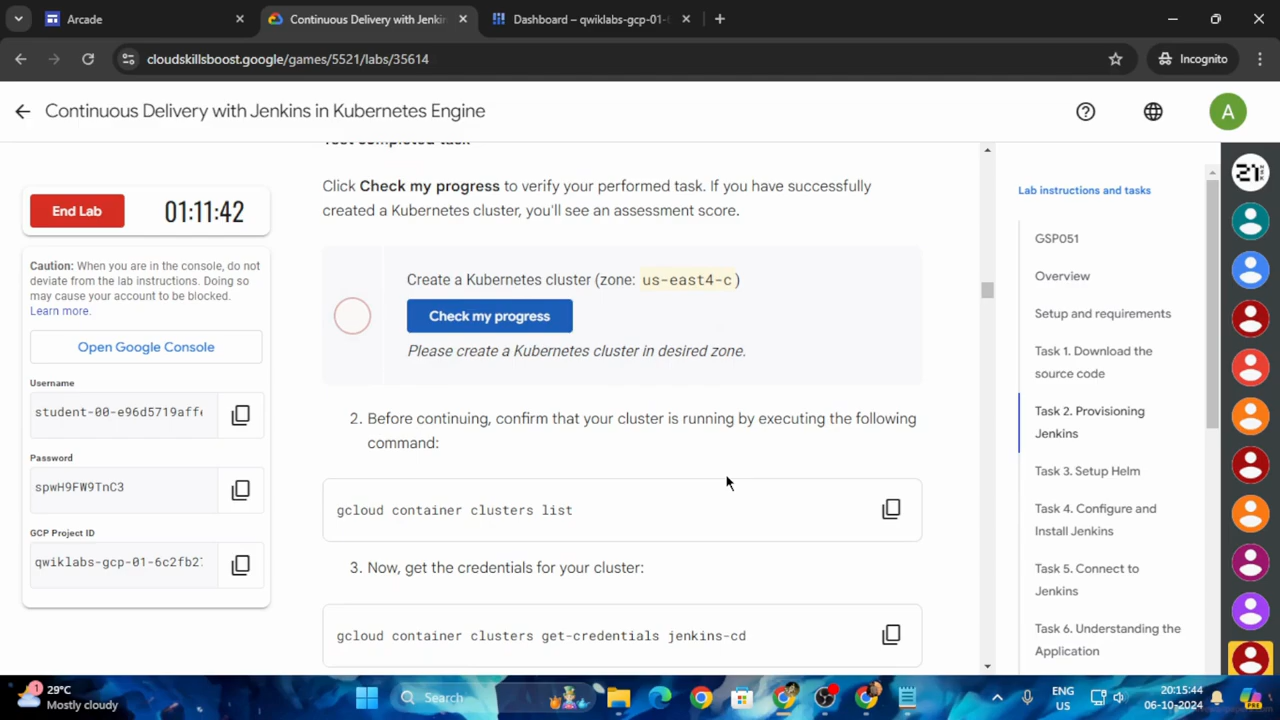 Arcade
Continuous Delivery with Jenkin
Dashboard – qwiklabs-gcp-01-
cloudskillsboost.google/games/5521/labs/35614
Incognito
Continuous Delivery with Jenkins in Kubernetes Engine
A
End Lab
01:11:42
Caution: When you are in the console, do not
deviate from the lab instructions. Doing so
may cause your account to be blocked.
Learn more.
Open Google Console
Username
student-00-e96d5719affe
Password
spwH9FW9TnC3
GCP Project ID
qwiklabs-gcp-01-6c2fb2
Test completed task
Click Check my progress to verify your performed task. If you have successfully
created a Kubernetes cluster, you'll see an assessment score.
Create a Kubernetes cluster (zone: us-east4-c )
Check my progress
Please create a Kubernetes cluster in desired zone.
2. Before continuing, confirm that your cluster is running by executing the following
command:
gcloud container clusters list
3. Now, get the credentials for your cluster:
gcloud container clusters get-credentials jenkins-cd
Lab instructions and tasks
GSP051
Overview
Setup and requirements
Task 1. Download the
source code
Task 2. Provisioning
Jenkins
Task 3. Setup Helm
Task 4. Configure and
Install Jenkins
Task 5. Connect to
Jenkins
Task 6. Understanding the
Application
1
29°C
Mostly cloudy
Search
ENG
US
20:15:44
06-10-2024
PRE